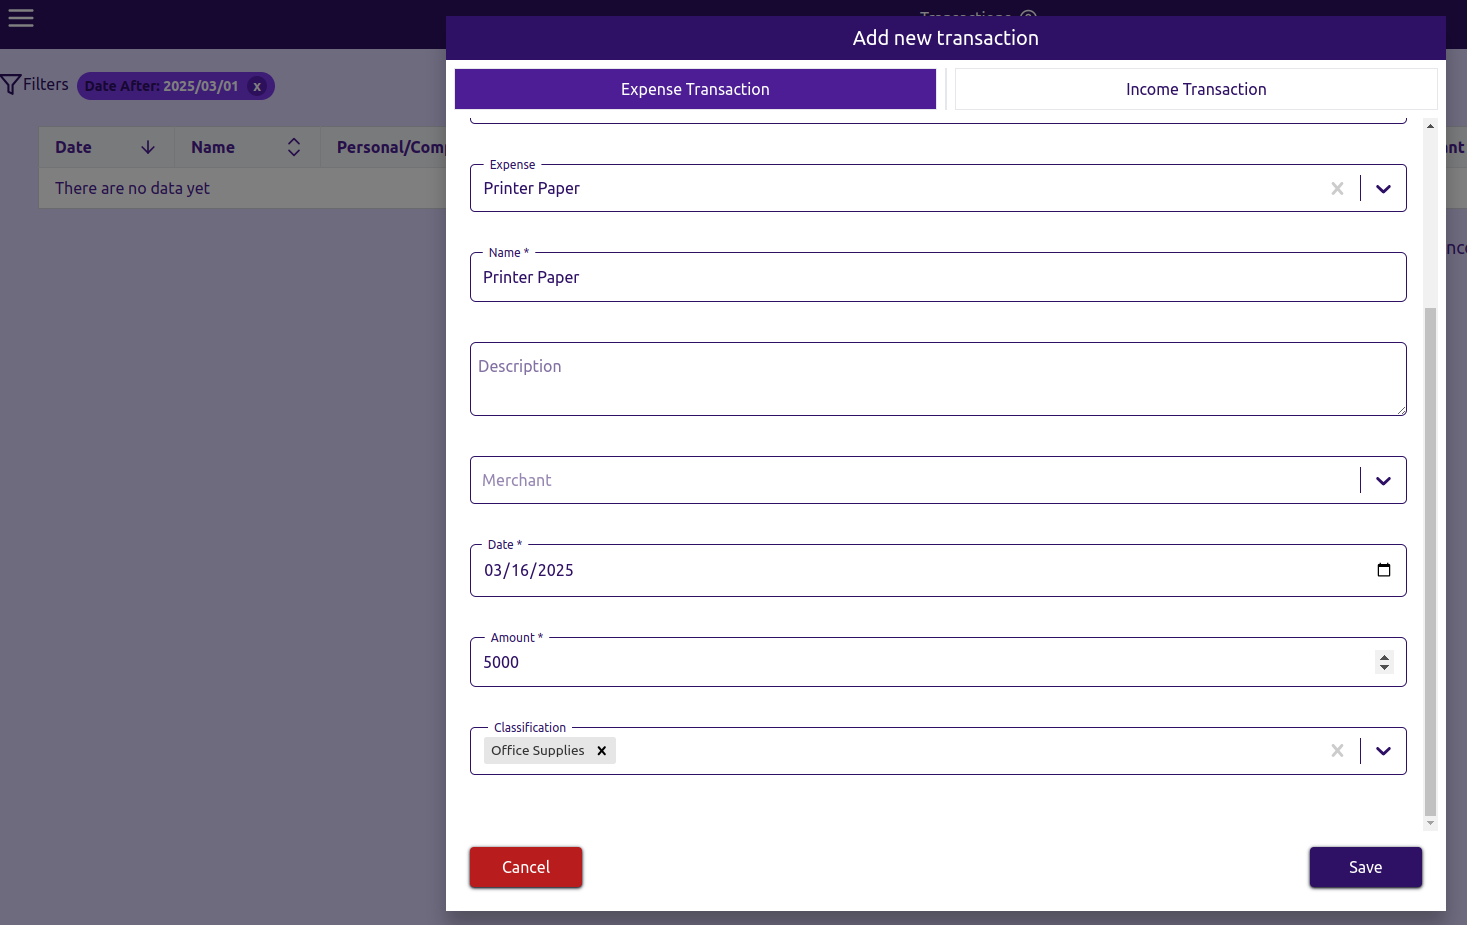 Transactions
Add new transaction
Expense Transaction
Income Transaction
Filters
Date After: 2025/03/01 x
Date
Name
Personal/Com
nt
There are no data yet
Expense
Printer Paper
Name *
Printer Paper
Description
Merchant
Date *
03/16/2025
Amount *
5000
Classification
Office Supplies
Cancel
Save